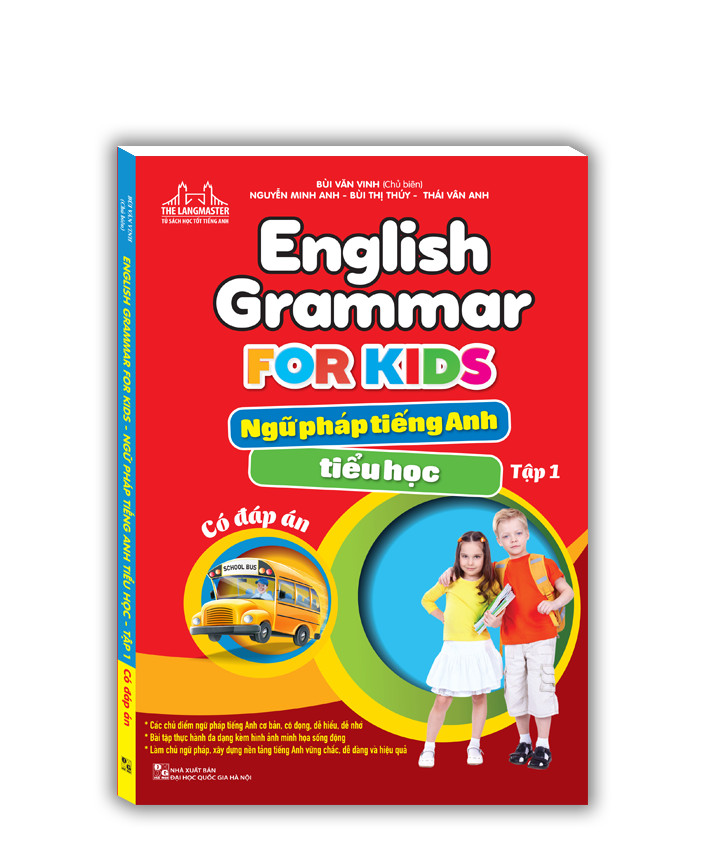 BÙI VĂN VINH (Chủ biên)
NGUYỄN MINH ANH - BÙI THỊ THÚY - THÁI VÂN ANH
THE LANGMASTER
TỦ SÁCH HỌC TỐT TIẾNG ANH
English
Grammar
FOR KIDS
Ngữ pháp tiếng Anh
tiểu học
Tập 1
Có đáp án
SCHOOL BUS
* Các chủ điểm ngữ pháp tiếng Anh cơ bản, cô đọng, dễ hiểu, dễ nhớ
* Bài tập thực hành đa dạng kèm hình ảnh minh họa sống động
* Làm chủ ngữ pháp, xây dựng nền tảng tiếng Anh vững chắc, dễ dàng và hiệu quả
NHÀ XUẤT BẢN
ĐẠI HỌC QUỐC GIA HÀ NỘI
BÙI VĂN VINH
(Chủ biên)
ENGLISH GRAMMAR FOR KIDS - NGỮ PHÁP TIẾNG ANH TIỂU HỌC - TẬP 1
Có đáp án